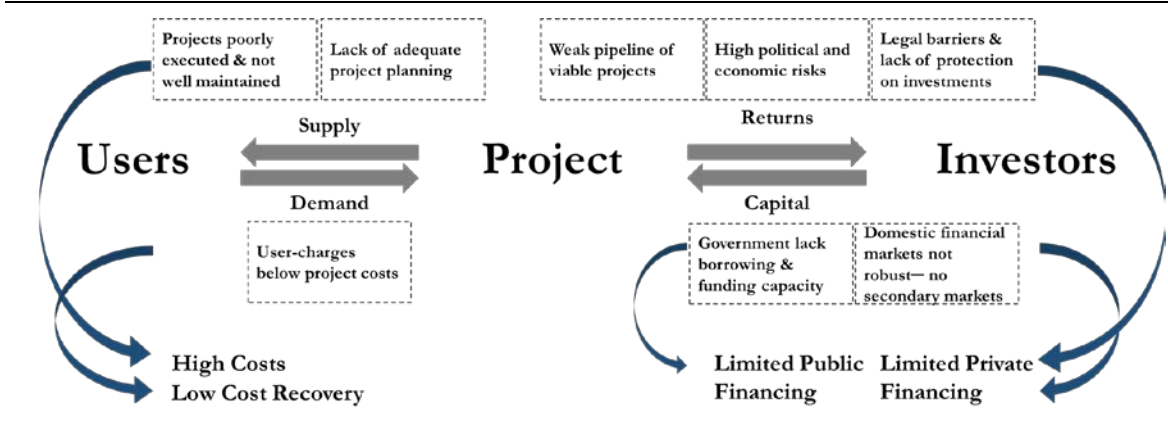 Projects poorly
executed & not
well maintained
Lack of adequate
project planning
Weak pipeline of
viable projects
High political and
economic risks
Legal barriers &
lack of protection
on investments
Supply
Returns
Users
Project
Investors
Demand
Capital
User-charges
below project costs
Government lack
borrowing &
funding capacity
Domestic financial
markets not
robust— no
secondary markets
High Costs
Low Cost Recovery
Limited Public
Financing
Limited Private
Financing